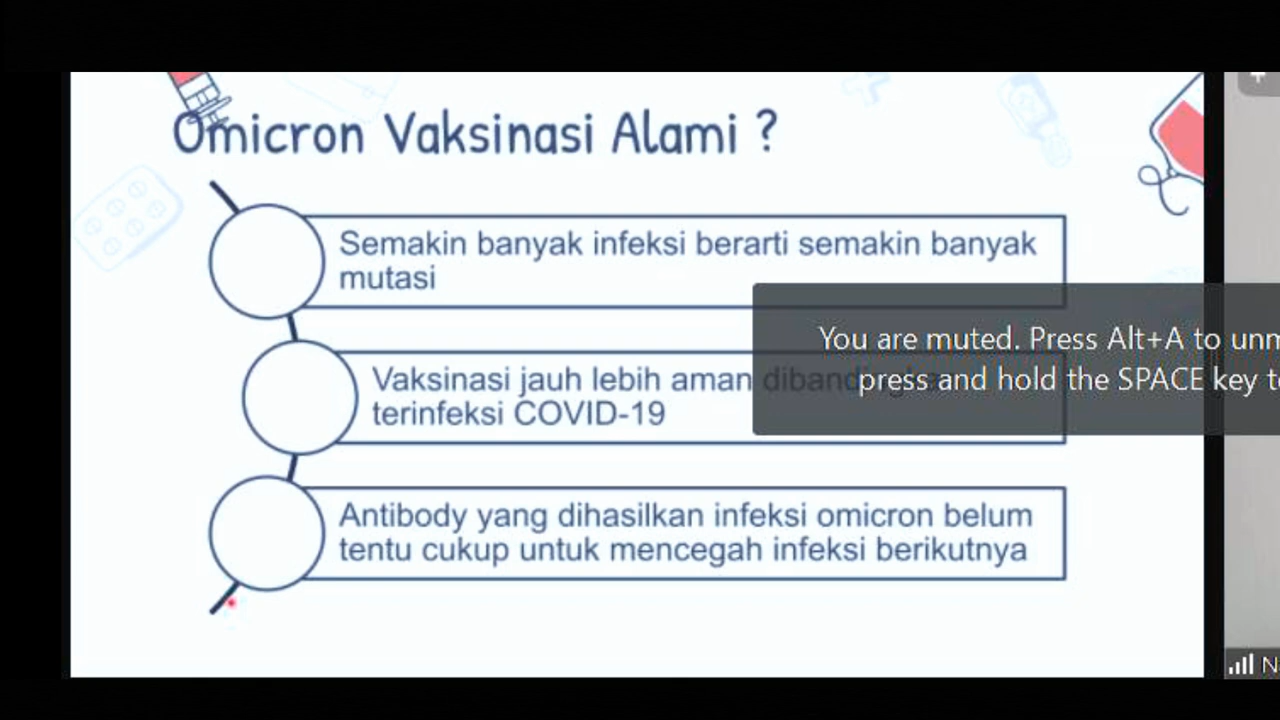 Omicron Vaksinasi Alami ?
Semakin banyak infeksi berarti semakin banyak
mutasi
Vaksinasi jauh lebih aman dibandingkan
terinfeksi COVID-19
Antibody yang dihasilkan infeksi omicron belum
tentu cukup untuk mencegah infeksi berikutnya
You are muted. Press Alt+A to
press and hold the SPACE key